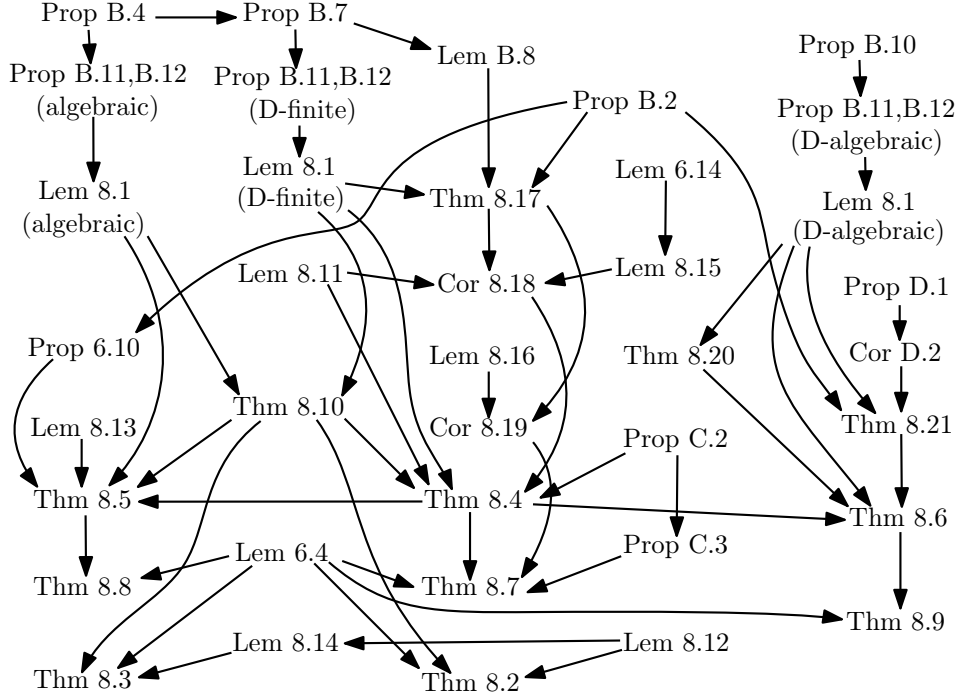 Prop B.4
Prop B.7
Lem B.8
Prop B.10
Prop B.11,B.12
(algebraic)
Prop B.11,B.12
(D-finite)
Prop B.2
Prop B.11,B.12
(D-algebraic)
Lem 8.1
(algebraic)
Lem 8.1
(D-finite)
Thm 8.17
Lem 6.14
Lem 8.1
(D-algebraic)
Lem 8.11
Cor 8.18
Lem 8.15
Prop D.1
Prop 6.10
Lem 8.16
Thm 8.20
Cor D.2
Thm 8.10
Lem 8.13
Cor 8.19
Prop C.2
Thm 8.21
Thm 8.5
Thm 8.4
Thm 8.6
Lem 6.4
Prop C.3
Thm 8.8
Thm 8.7
Thm 8.9
Lem 8.14
Lem 8.12
Thm 8.3
Thm 8.2